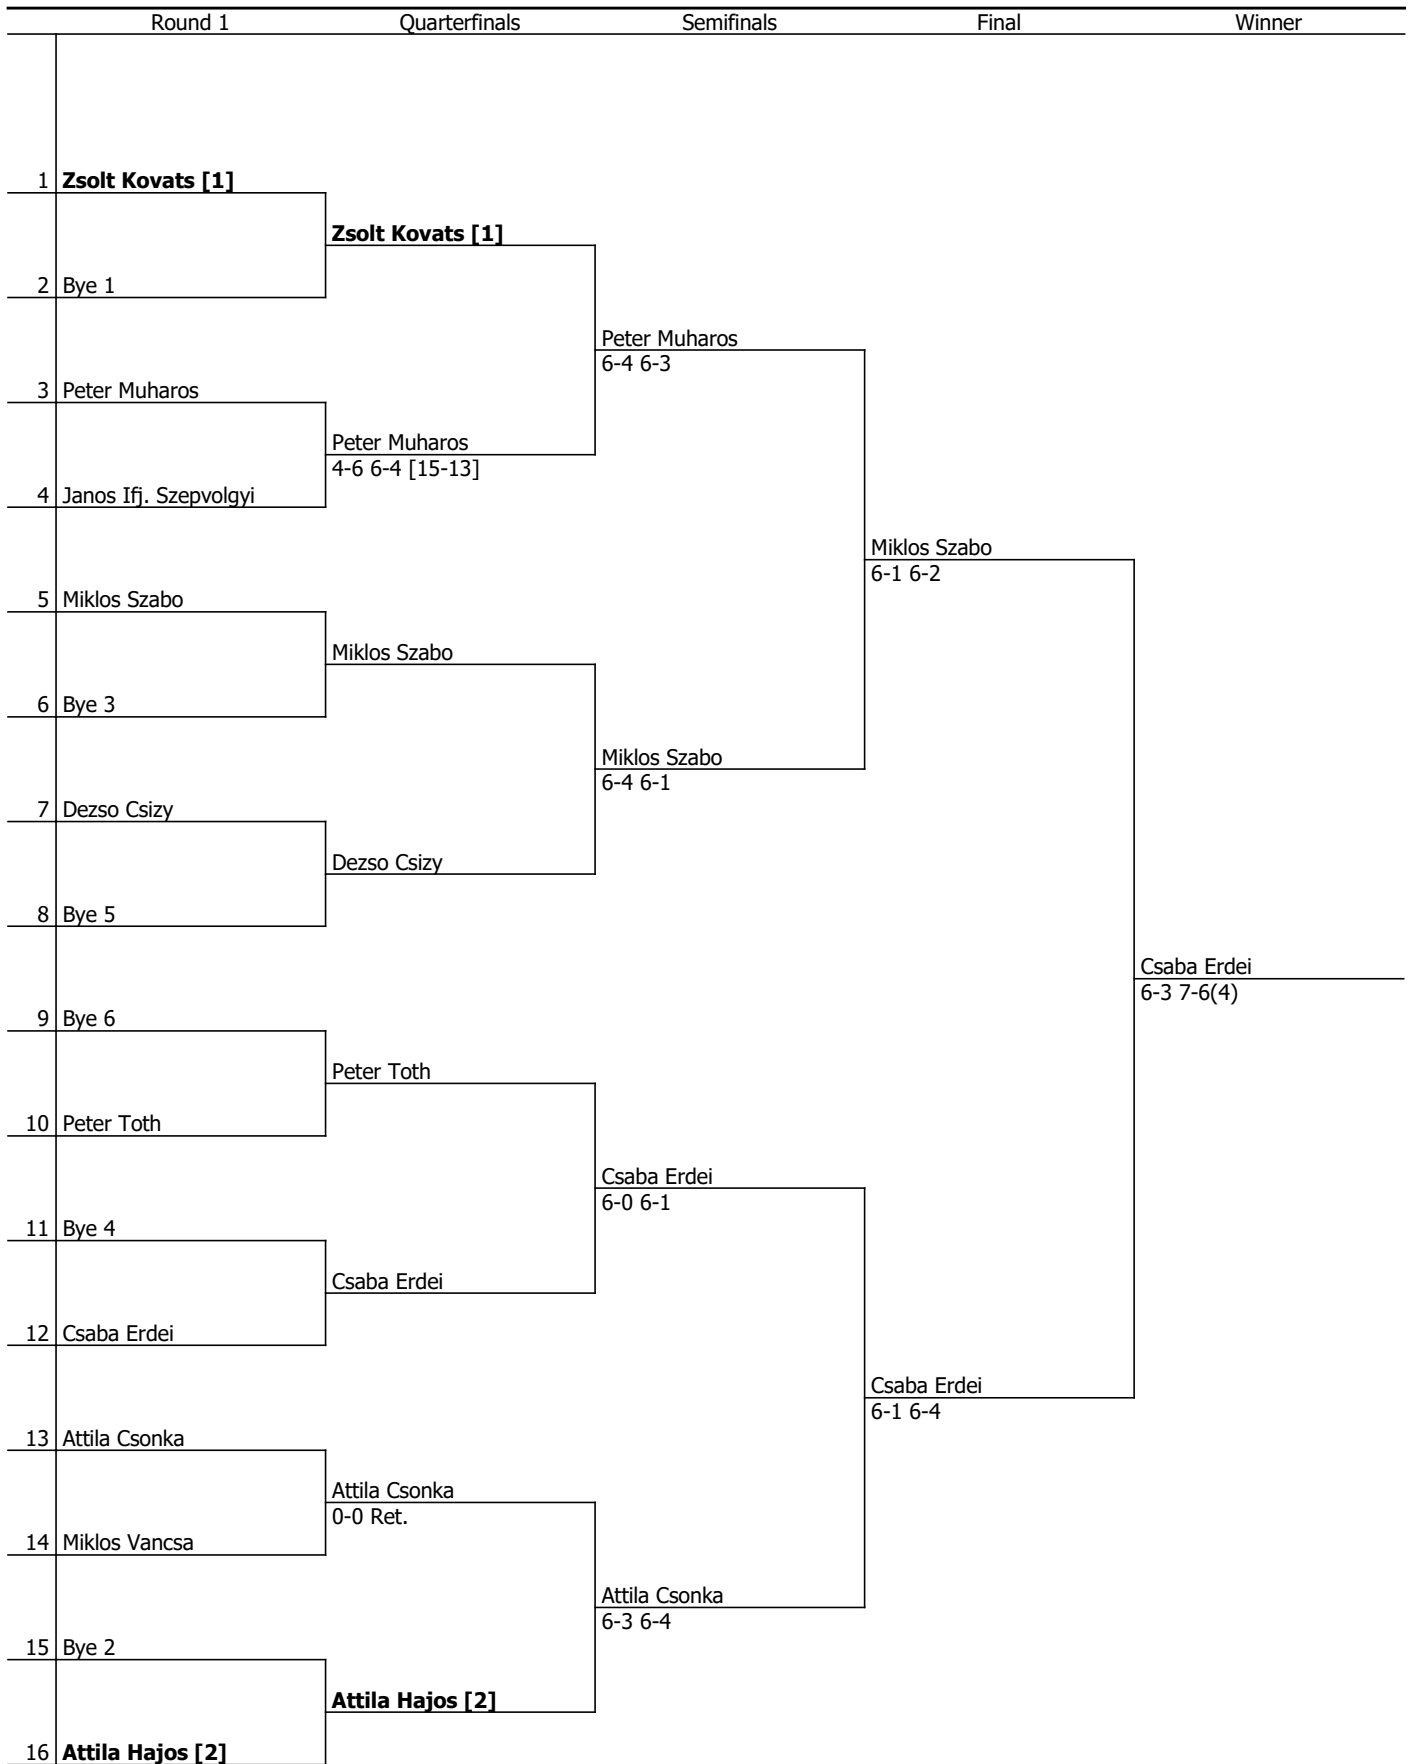 Round 1 Quarterfinals Semifinals Final Winner
1 Zsolt Kovats [1]
Zsolt Kovats [1]
2 Bye 1
Peter Muharos
6-4 6-3
3 Peter Muharos
Peter Muharos
4-6 6-4 [15-13]
4 Janos Ifj. Szepvolgyi
Miklos Szabo
6-1 6-2
5 Miklos Szabo
Miklos Szabo
6 Bye 3
Miklos Szabo
6-4 6-1
7 Dezso Csizy
Dezso Csizy
8 Bye 5
Csaba Erdei
6-3 7-6(4)
9 Bye 6
Peter Toth
10 Peter Toth
Csaba Erdei
6-0 6-1
11 Bye 4
Csaba Erdei
12 Csaba Erdei
Csaba Erdei
6-1 6-4
13 Attila Csonka
Attila Csonka
0-0 Ret.
14 Miklos Vancsa
Attila Csonka
6-3 6-4
15 Bye 2
Attila Hajos [2]
16 Attila Hajos [2]